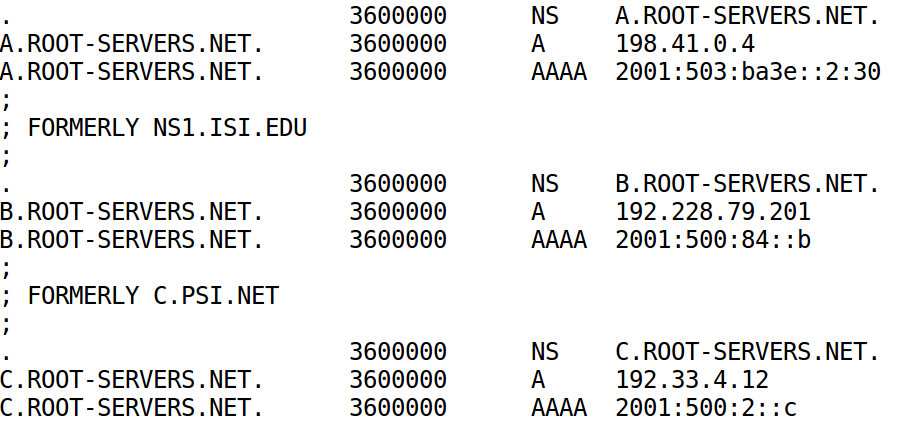 .                        3600000      NS    A.ROOT-SERVERS.NET.
A.ROOT-SERVERS.NET.      3600000      A     198.41.0.4
A.ROOT-SERVERS.NET.      3600000      AAAA  2001:503:ba3e::2:30
;
; FORMERLY NS1.ISI.EDU
;
.                        3600000      NS    B.ROOT-SERVERS.NET.
B.ROOT-SERVERS.NET.      3600000      A     192.228.79.201
B.ROOT-SERVERS.NET.      3600000      AAAA  2001:500:84::b
;
; FORMERLY C.PSI.NET
;
.                        3600000      NS    C.ROOT-SERVERS.NET.
C.ROOT-SERVERS.NET.      3600000      A     192.33.4.12
C.ROOT-SERVERS.NET.      3600000      AAAA  2001:500:2::c